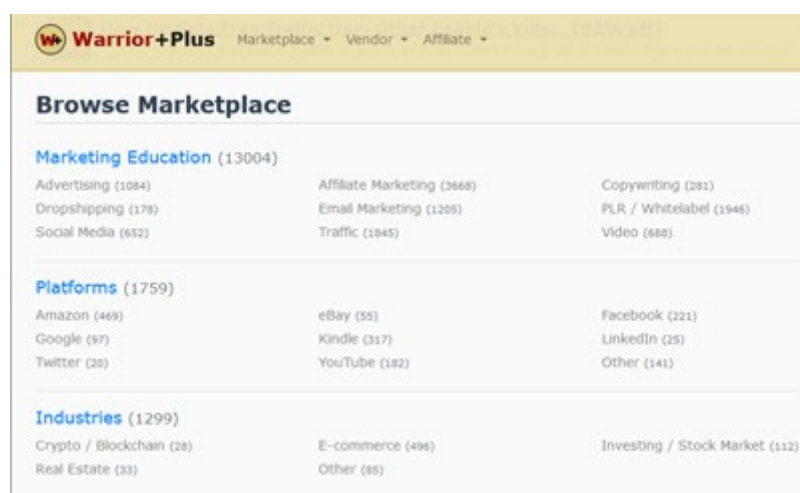 W+ Warrior+Plus Marketplace Vendor Affiliate
Browse Marketplace
Marketing Education (13004)
Advertising (1084) Affiliate Marketing (3668) Copywriting (281)
Dropshipping (178) Email Marketing (1205) PLR / Whitelabel (1946)
Social Media (652) Traffic (1845) Video (688)
Platforms (1759)
Amazon (469) eBay (55) Facebook (221)
Google (97) Kindle (317) LinkedIn (25)
Twitter (20) YouTube (182) Other (141)
Industries (1299)
Crypto / Blockchain (28) E-commerce (496) Investing / Stock Market (112)
Real Estate (33) Other (85)